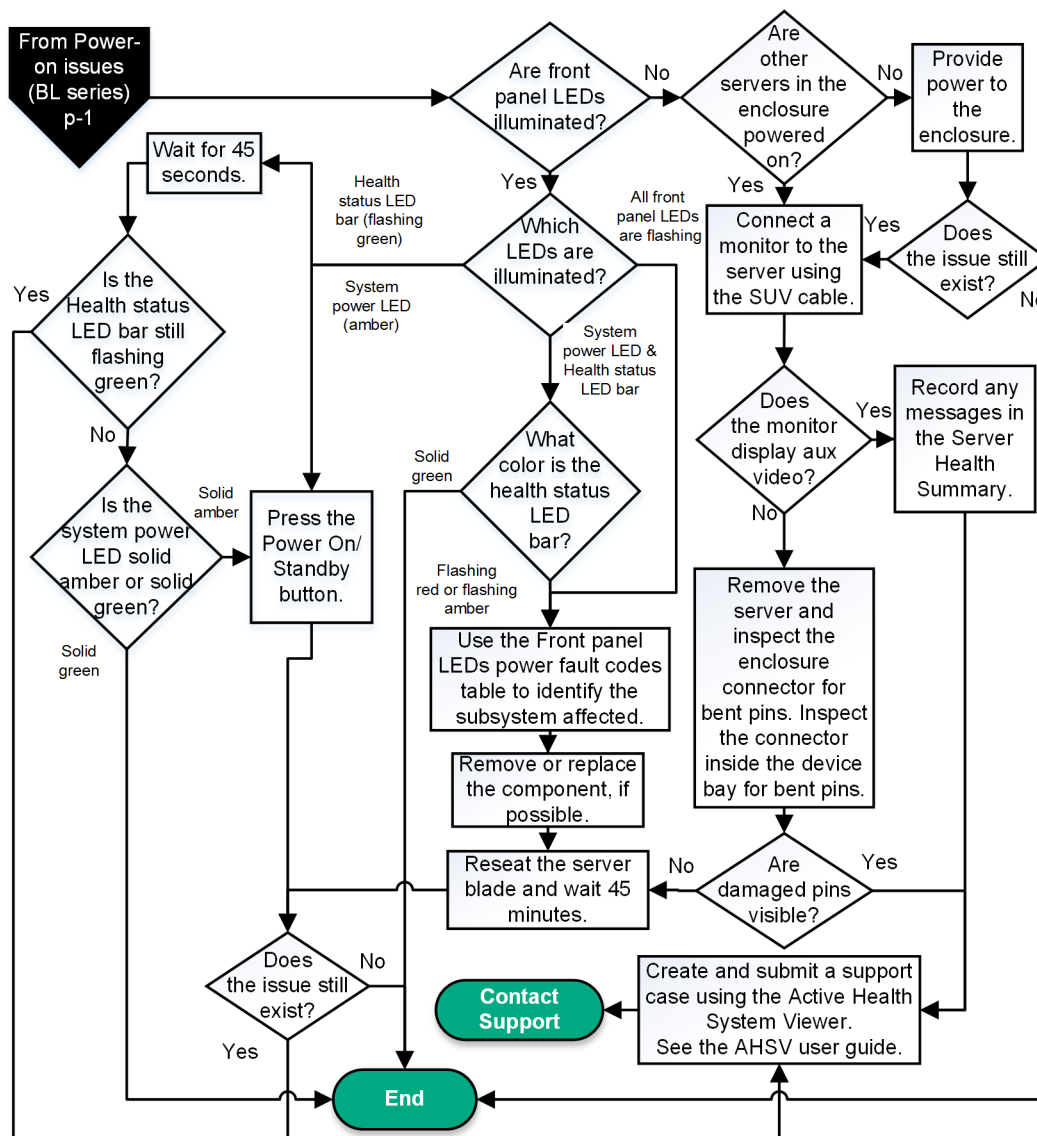 From Power-
on issues
(BL series)
p-1
Are front
panel LEDs
illuminated?
No
Are
other
servers in the
enclosure
powered
on?
No
Provide
power to
the
enclosure.
Wait for 45
seconds.
Health
status LED
bar (flashing
green)
Yes
Which
LEDs are
illuminated?
All front
panel LEDs
are flashing
Yes
Connect a
monitor to the
server using
the SUV cable.
Yes
Does
the issue still
exist?
No
Yes
Is the
Health status
LED bar still
flashing
green?
System
power LED
(amber)
System
power LED &
Health status
LED bar
Does
the monitor
display aux
video?
Yes
Record any
messages in
the Server
Health
Summary.
No
Solid
green
What
color is the
health status
LED
bar?
No
Is the
system power
LED solid
amber or solid
green?
Solid
amber
Press the
Power On/
Standby
button.
Flashing
red or flashing
amber
Remove the
server and
inspect the
enclosure
connector for
bent pins. Inspect
the connector
inside the device
bay for bent pins.
Solid
green
Use the Front panel
LEDs power fault codes
table to identify the
subsystem affected.
Remove or replace
the component, if
possible.
Reseat the server
blade and wait 45
minutes.
No
Are
damaged pins
visible?
Yes
Does
the issue still
exist?
No
Yes
Contact
Support
Create and submit a support
case using the Active Health
System Viewer.
See the AHSV user guide.
End